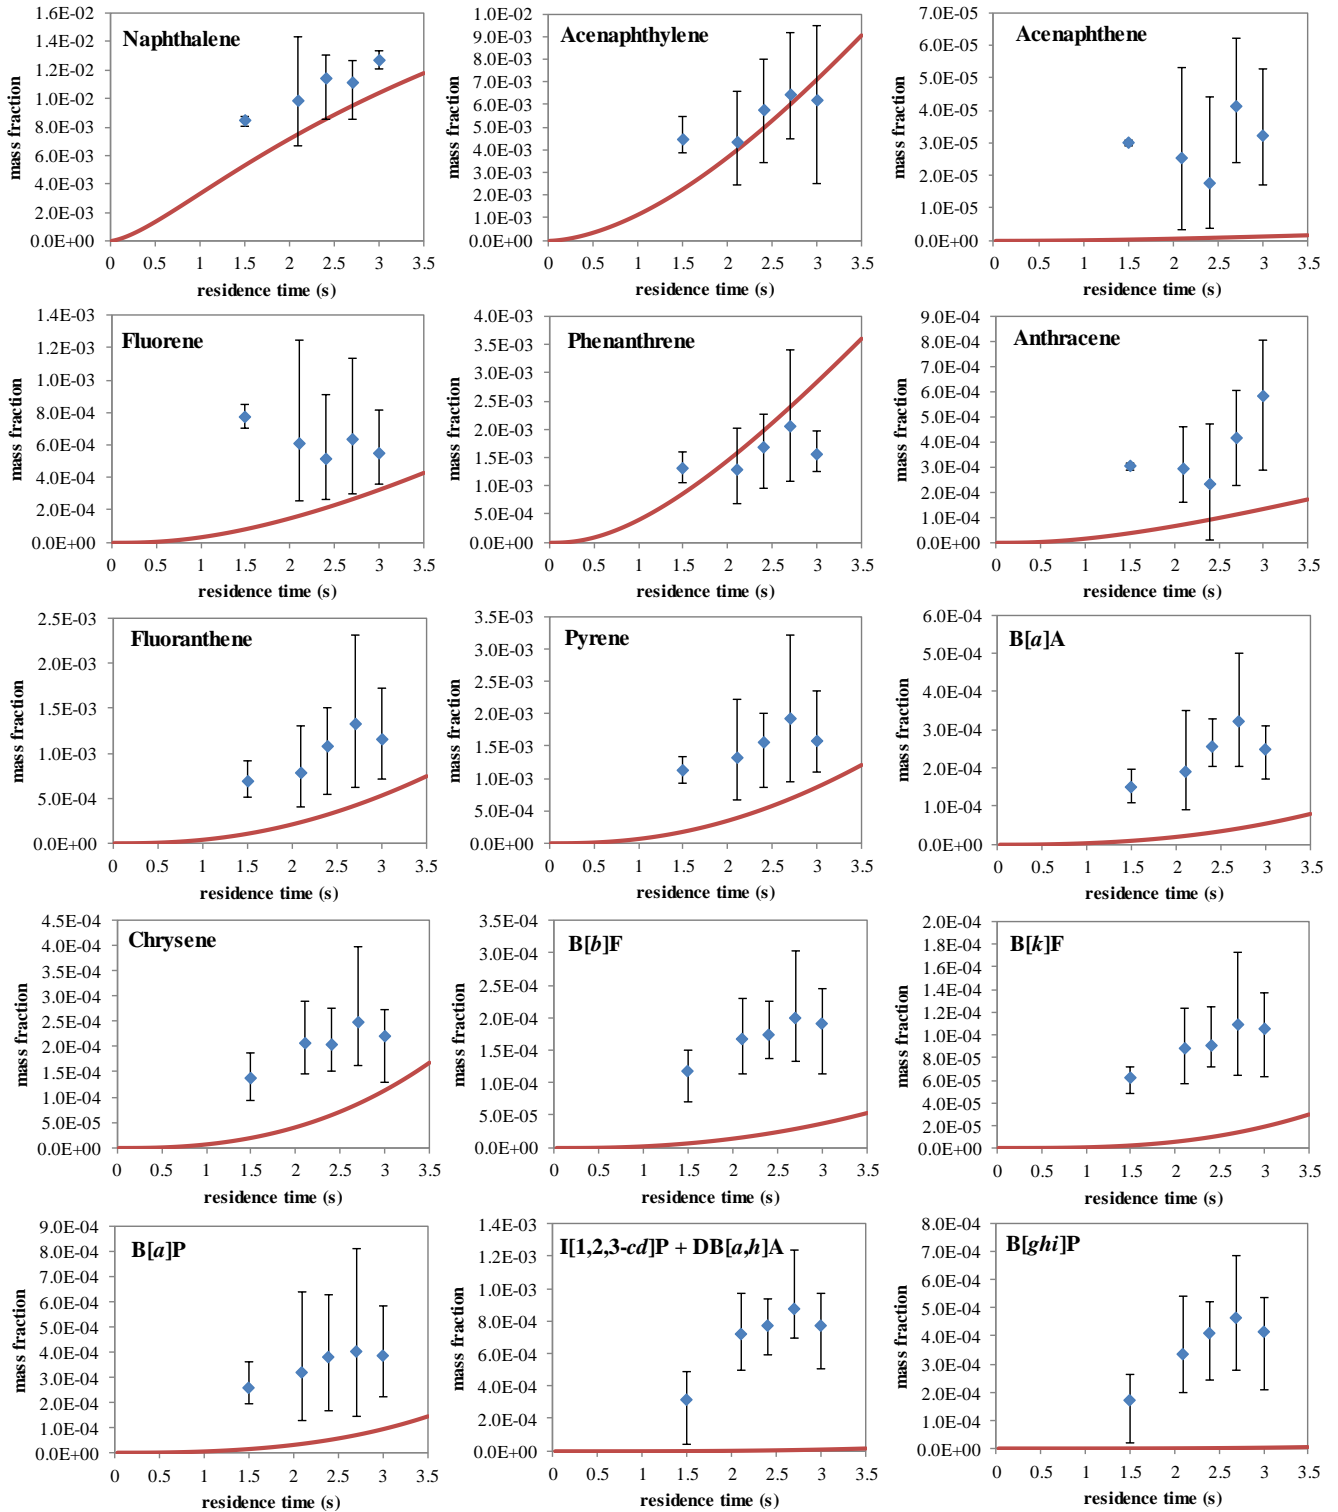 Naphthalene
mass fraction
1.6E-02
1.4E-02
1.2E-02
1.0E-02
8.0E-03
6.0E-03
4.0E-03
2.0E-03
0.0E+00
0 0.5 1 1.5 2 2.5 3 3.5
residence time (s)
Acenaphthylene
mass fraction
1.0E-02
9.0E-03
8.0E-03
7.0E-03
6.0E-03
5.0E-03
4.0E-03
3.0E-03
2.0E-03
1.0E-03
0.0E+00
0 0.5 1 1.5 2 2.5 3 3.5
residence time (s)
Acenaphthene
mass fraction
7.0E-05
6.0E-05
5.0E-05
4.0E-05
3.0E-05
2.0E-05
1.0E-05
0.0E+00
0 0.5 1 1.5 2 2.5 3 3.5
residence time (s)
Fluorene
mass fraction
1.4E-03
1.2E-03
1.0E-03
8.0E-04
6.0E-04
4.0E-04
2.0E-04
0.0E+00
0 0.5 1 1.5 2 2.5 3 3.5
residence time (s)
Phenanthrene
mass fraction
4.0E-03
3.5E-03
3.0E-03
2.5E-03
2.0E-03
1.5E-03
1.0E-03
5.0E-04
0.0E+00
0 0.5 1 1.5 2 2.5 3 3.5
residence time (s)
Anthracene
mass fraction
9.0E-04
8.0E-04
7.0E-04
6.0E-04
5.0E-04
4.0E-04
3.0E-04
2.0E-04
1.0E-04
0.0E+00
0 0.5 1 1.5 2 2.5 3 3.5
residence time (s)
Fluoranthene
mass fraction
2.5E-03
2.0E-03
1.5E-03
1.0E-03
5.0E-04
0.0E+00
0 0.5 1 1.5 2 2.5 3 3.5
residence time (s)
Pyrene
mass fraction
3.5E-03
3.0E-03
2.5E-03
2.0E-03
1.5E-03
1.0E-03
5.0E-04
0.0E+00
0 0.5 1 1.5 2 2.5 3 3.5
residence time (s)
B[a]A
mass fraction
6.0E-04
5.0E-04
4.0E-04
3.0E-04
2.0E-04
1.0E-04
0.0E+00
0 0.5 1 1.5 2 2.5 3 3.5
residence time (s)
Chrysene
mass fraction
4.5E-04
4.0E-04
3.5E-04
3.0E-04
2.5E-04
2.0E-04
1.5E-04
1.0E-04
5.0E-05
0.0E+00
0 0.5 1 1.5 2 2.5 3 3.5
residence time (s)
B[b]F
mass fraction
3.5E-04
3.0E-04
2.5E-04
2.0E-04
1.5E-04
1.0E-04
5.0E-05
0.0E+00
0 0.5 1 1.5 2 2.5 3 3.5
residence time (s)
B[k]F
mass fraction
2.0E-04
1.8E-04
1.6E-04
1.4E-04
1.2E-04
1.0E-04
8.0E-05
6.0E-05
4.0E-05
2.0E-05
0.0E+00
0 0.5 1 1.5 2 2.5 3 3.5
residence time (s)
B[a]P
mass fraction
9.0E-04
8.0E-04
7.0E-04
6.0E-04
5.0E-04
4.0E-04
3.0E-04
2.0E-04
1.0E-04
0.0E+00
0 0.5 1 1.5 2 2.5 3 3.5
residence time (s)
I[1,2,3-cd]P + DB[a,h]A
mass fraction
1.4E-03
1.2E-03
1.0E-03
8.0E-04
6.0E-04
4.0E-04
2.0E-04
0.0E+00
0 0.5 1 1.5 2 2.5 3 3.5
residence time (s)
B[ghi]P
mass fraction
8.0E-04
7.0E-04
6.0E-04
5.0E-04
4.0E-04
3.0E-04
2.0E-04
1.0E-04
0.0E+00
0 0.5 1 1.5 2 2.5 3 3.5
residence time (s)